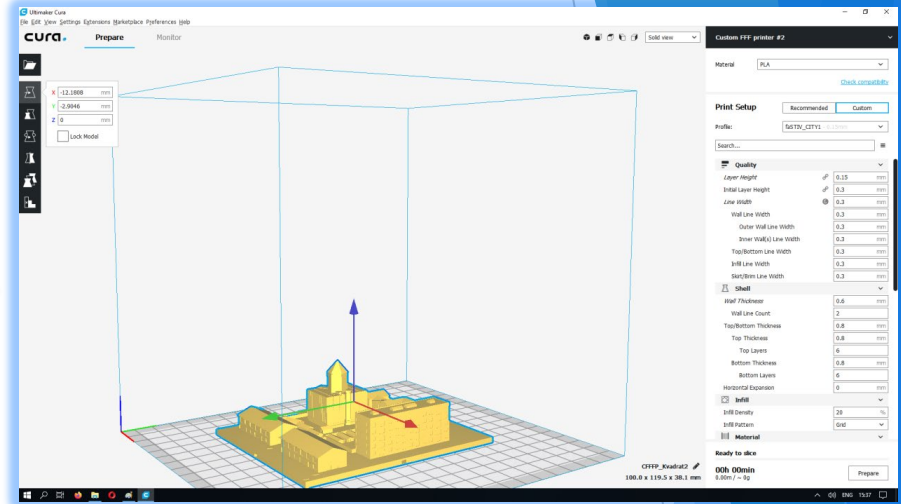 Ultimaker Cura
File Edit View Settings Extensions Marketplace Preferences Help
cura. Prepare Monitor
Solid view
Custom FFF printer #2
Material PLA
Check compatibility
X -12.1608 mm
Y -2.9946 mm
Z 0 mm
Lock Model
Print Setup Recommended Custom
Profile:
Search...
Quality
Layer Height 0.15 mm
Initial Layer Height 0.3 mm
Line Width 0.3 mm
Wall Line Width 0.3 mm
Outer Wall Line Width 0.3 mm
Inner Wall(s) Line Width 0.3 mm
Top/Bottom Line Width 0.3 mm
Infill Line Width 0.3 mm
Skirt/Brim Line Width 0.3 mm
Shell
Wall Thickness 0.6 mm
Wall Line Count 2
Top/Bottom Thickness 0.8 mm
Top Thickness 0.8 mm
Top Layers 6
Bottom Thickness 0.8 mm
Bottom Layers 6
Horizontal Expansion 0 mm
Infill
Infill Density 20 %
Infill Pattern Grid
Material
Ready to slice
00h 00min
0.00m / ~ 0g
Prepare
CFFFP_Kvadrat2
100.0 x 119.5 x 38.1 mm
ENG 15:37